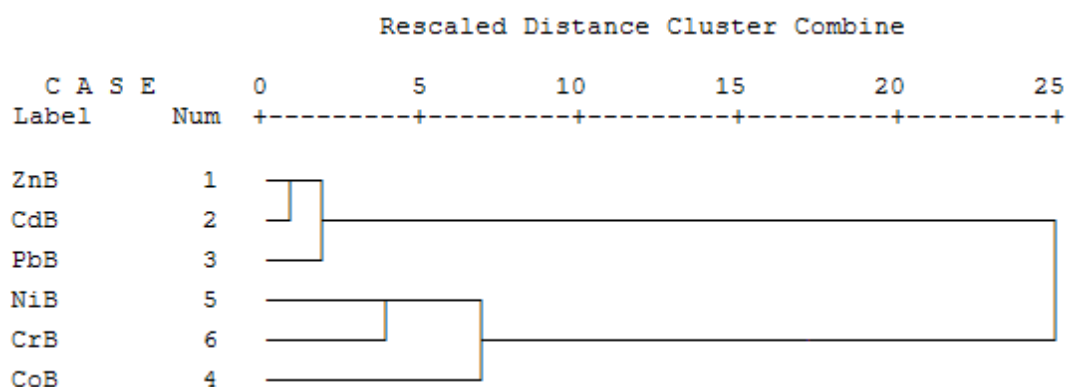 Rescaled Distance Cluster Combine
C A S E 0 5 10 15 20 25
Label Num +---------+---------+---------+---------+---------+
ZnB 1
CdB 2
PbB 3
NiB 5
CrB 6
CoB 4